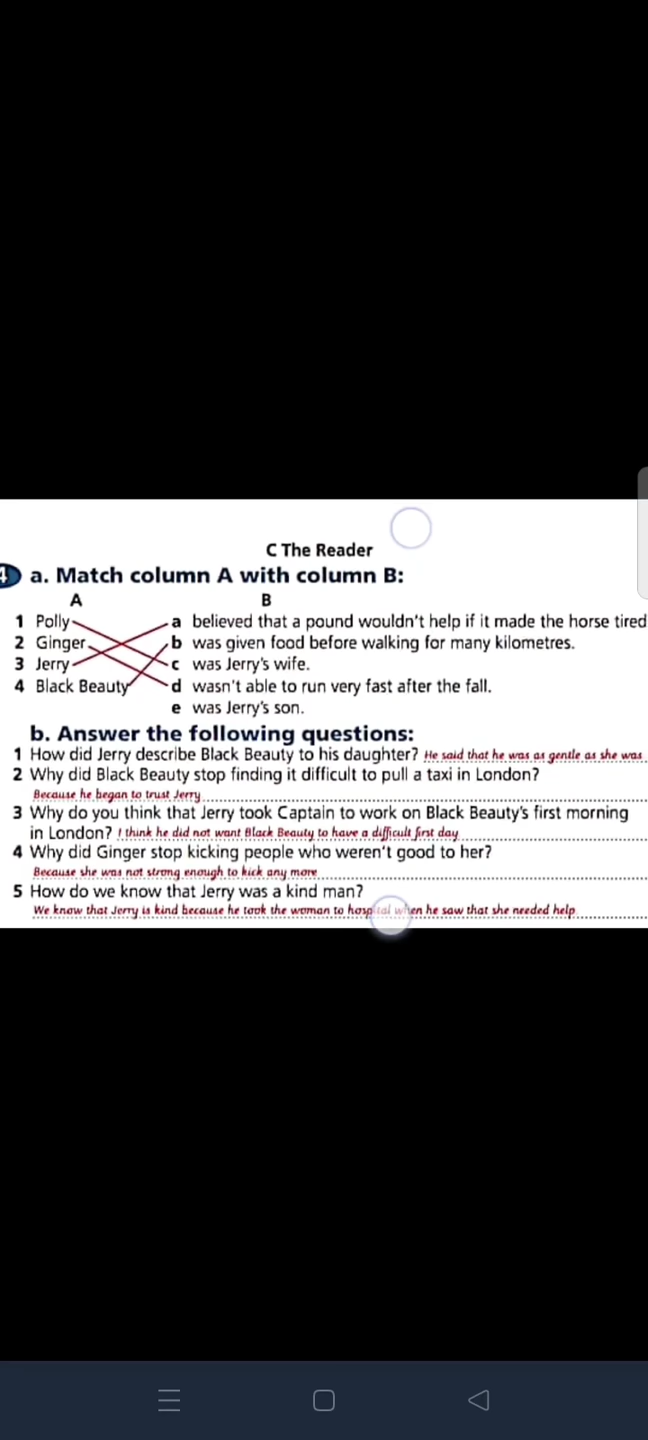 C The Reader
4 a. Match column A with column B:
A B
1 Polly a believed that a pound wouldn't help if it made the horse tired
2 Ginger b was given food before walking for many kilometres.
3 Jerry c was Jerry's wife.
4 Black Beauty d wasn't able to run very fast after the fall.
e was Jerry's son.
b. Answer the following questions:
1 How did Jerry describe Black Beauty to his daughter? He said that he was as gentle as she was
2 Why did Black Beauty stop finding it difficult to pull a taxi in London?
Because he began to trust Jerry
3 Why do you think that Jerry took Captain to work on Black Beauty's first morning
in London? I think he did not want Black Beauty to have a difficult first day
4 Why did Ginger stop kicking people who weren't good to her?
Because she was not strong enough to kick any more
5 How do we know that Jerry was a kind man?
We know that Jerry is kind because he took the woman to hospital when he saw that she needed help